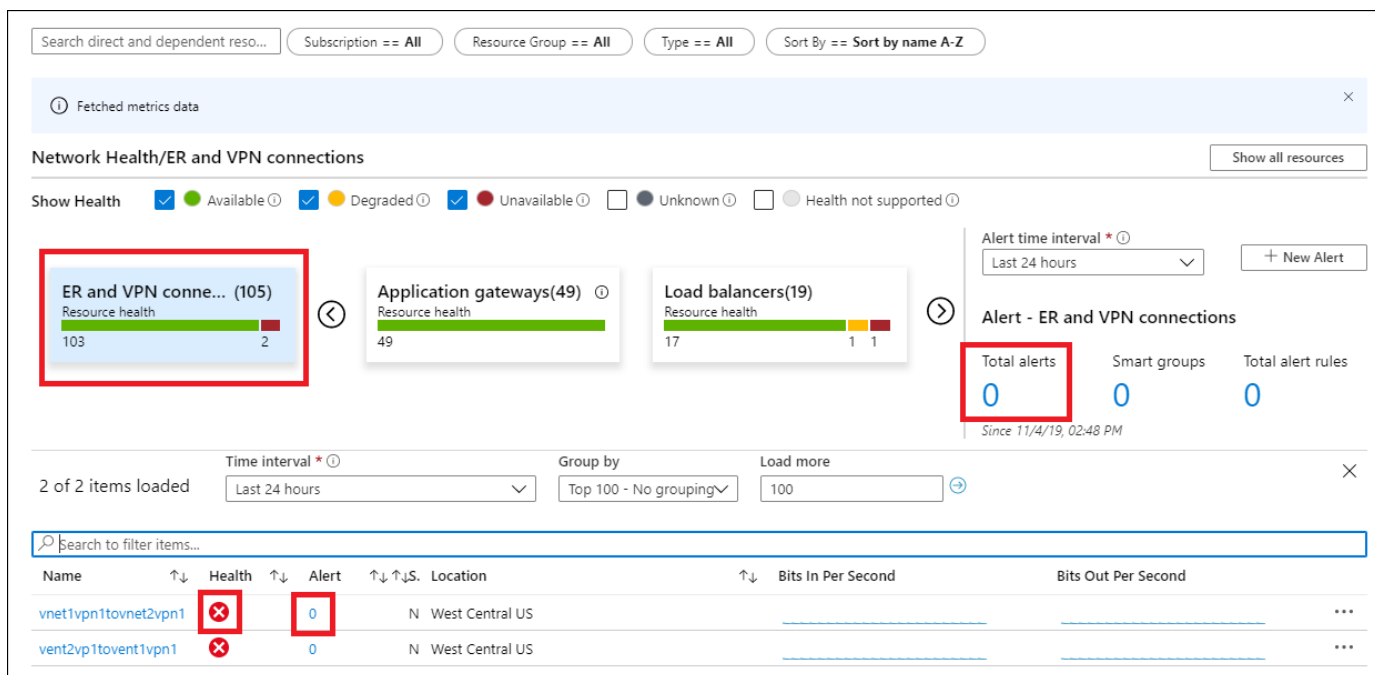 Search direct and dependent reso... Subscription == All Resource Group == All Type == All Sort By == Sort by name A-Z
Fetched metrics data
Network Health/ER and VPN connections Show all resources
Show Health Available Degraded Unavailable Unknown Health not supported
Alert time interval *
Last 24 hours + New Alert
ER and VPN conne... (105)
Resource health
103 2
Application gateways(49)
Resource health
49
Load balancers(19)
Resource health
17 1 1
Alert - ER and VPN connections
Total alerts Smart groups Total alert rules
0 0 0
Since 11/4/19, 02:48 PM
2 of 2 items loaded
Time interval *
Last 24 hours
Group by
Top 100 - No grouping
Load more
100
Search to filter items...
Name Health Alert S. Location Bits In Per Second Bits Out Per Second
vnet1vpn1tovnet2vpn1 0 N West Central US
vent2vp1tovent1vpn1 0 N West Central US